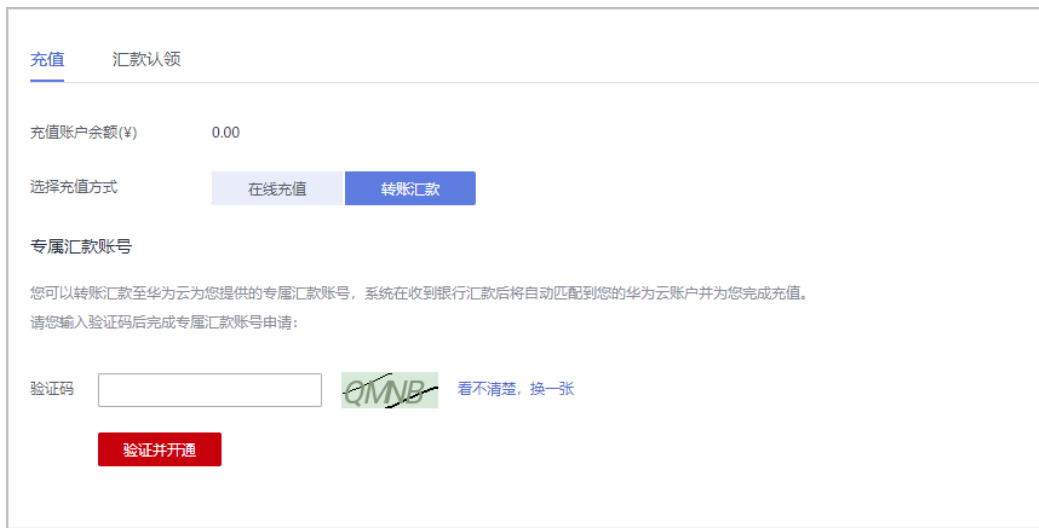 充值 汇款认领
充值账户余额(¥) 0.00
选择充值方式 在线充值 转账汇款
专属汇款账号
您可以转账汇款至华为云为您提供的专属汇款账号，系统在收到银行汇款后将自动匹配到您的华为云账户并为您完成充值。
请您输入验证码后完成专属汇款账号申请：
验证码 QMNB 看不清楚，换一张
验证并开通